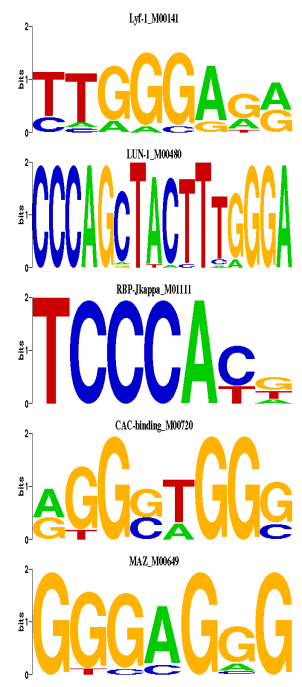 Lyf-1_M00141
2
1
0
bits
TTGGGAGA
LUN-1_M00480
2
1
0
bits
CCCAGCTACTTTGGGA
RBP-Jkappa_M01111
2
1
0
bits
TCCCACG
CAC-binding_M00720
2
1
0
bits
AGGGTGGG
MAZ_M00649
2
1
0
bits
GGGAGGG